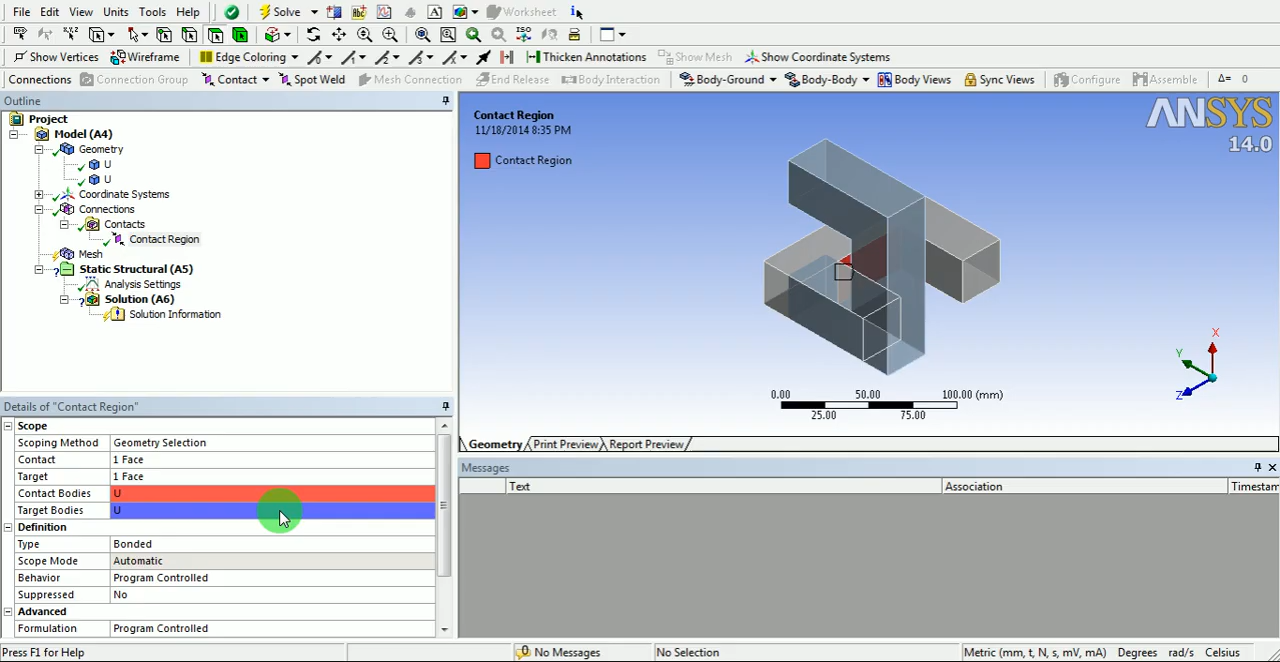 File Edit View Units Tools Help Solve Worksheet
Show Vertices Wireframe Edge Coloring Thicken Annotations Show Mesh Show Coordinate Systems
Connections Connection Group Contact Spot Weld Mesh Connection End Release Body Interaction Body-Ground Body-Body Body Views Sync Views Configure Assemble Δ= 0
Outline
Project
Model (A4)
Geometry
U
U
Coordinate Systems
Connections
Contacts
Contact Region
Mesh
Static Structural (A5)
Analysis Settings
Solution (A6)
Solution Information
Details of "Contact Region"
Scope
Scoping Method Geometry Selection
Contact 1 Face
Target 1 Face
Contact Bodies U
Target Bodies U
Definition
Type Bonded
Scope Mode Automatic
Behavior Program Controlled
Suppressed No
Advanced
Formulation Program Controlled
Contact Region
11/18/2014 8:35 PM
Contact Region
ANSYS
14.0
X
Y
Z
0.00 50.00 100.00 (mm)
25.00 75.00
Geometry Print Preview Report Preview
Messages
Text Association Timestam
Press F1 for Help No Messages No Selection Metric (mm, t, N, s, mV, mA) Degrees rad/s Celsius